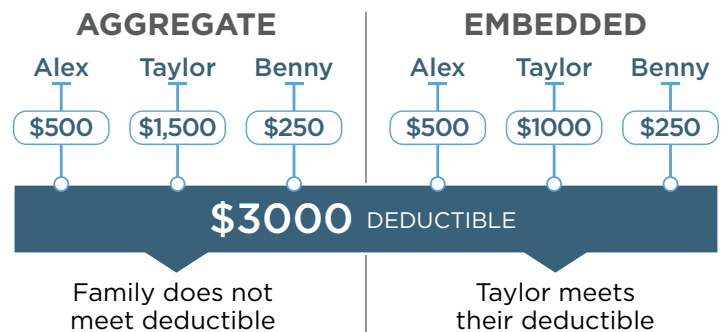 AGGREGATE
Alex Taylor Benny
$500 $1,500 $250
EMBEDDED
Alex Taylor Benny
$500 $1000 $250
$3000 DEDUCTIBLE
Family does not
meet deductible
Taylor meets
their deductible